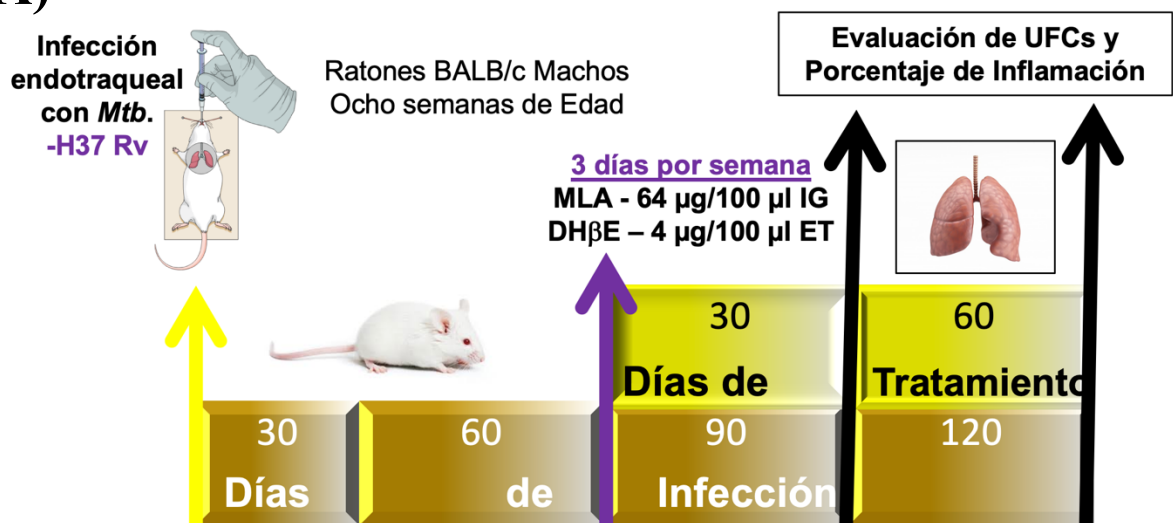 A)
Infección
endotraqueal
con Mtb.
-H37 Rv
Ratones BALB/c Machos
Ocho semanas de Edad
3 días por semana
MLA - 64 µg/100 µl IG
DHβE – 4 µg/100 µl ET
Evaluación de UFCs y
Porcentaje de Inflamación
30 60
Días de Tratamiento
30 60 90 120
Días de Infección